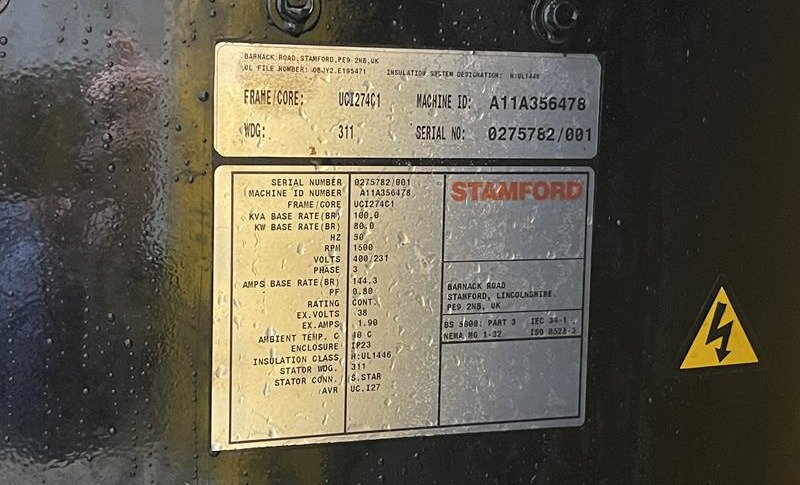 BARNACK ROAD, STAMFORD, PE9 2NB, UK
UL FILE NUMBER: OBJY2.E195471 INSULATION SYSTEM DESIGNATION: H:UL1446
FRAME/CORE: UCI274C1 MACHINE ID: A11A356478
WDG: 311 SERIAL NO: 0275782/001
SERIAL NUMBER 0275782/001
MACHINE ID NUMBER A11A356478
FRAME/CORE UCI274C1
KVA BASE RATE(BR) 100.0
KW BASE RATE(BR) 80.0
HZ 50
RPM 1500
VOLTS 400/231
PHASE 3
AMPS BASE RATE(BR) 144.3
PF 0.80
RATING CONT.
EX.VOLTS 38
EX.AMPS 1.90
AMBIENT TEMP. C 40 C
ENCLOSURE IP23
INSULATION CLASS H:UL1446
STATOR WDG. 311
STATOR CONN. S.STAR
AVR UC.I27
STAMFORD
BARNACK ROAD
STAMFORD, LINCOLNSHIRE.
PE9 2NB, UK
BS 5000: PART 3 IEC 34-1
NEMA MG 1-32 ISO 8528-3